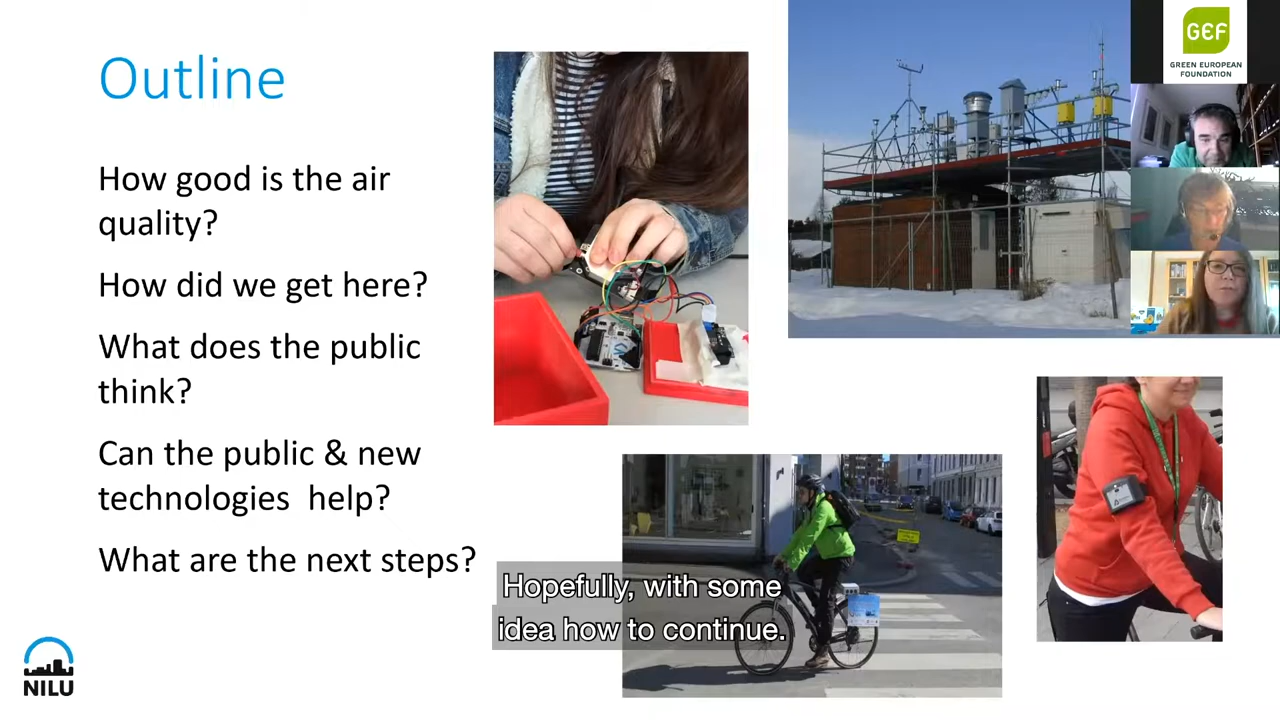 Outline
How good is the air
quality?
How did we get here?
What does the public
think?
Can the public & new
technologies help?
What are the next steps?
NILU
Hopefully, with some
idea how to continue.
GEF
GREEN EUROPEAN
FOUNDATION